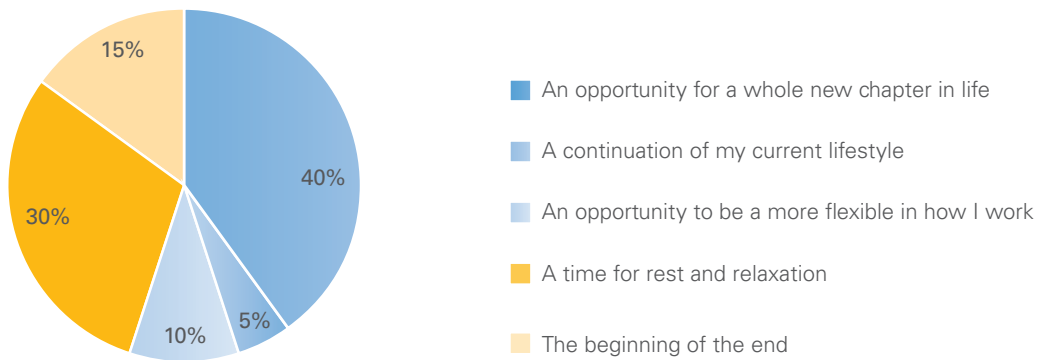 15%
An opportunity for a whole new chapter in life
A continuation of my current lifestyle
40%
An opportunity to be a more flexible in how I work
30%
A time for rest and relaxation
5%
10%
The beginning of the end